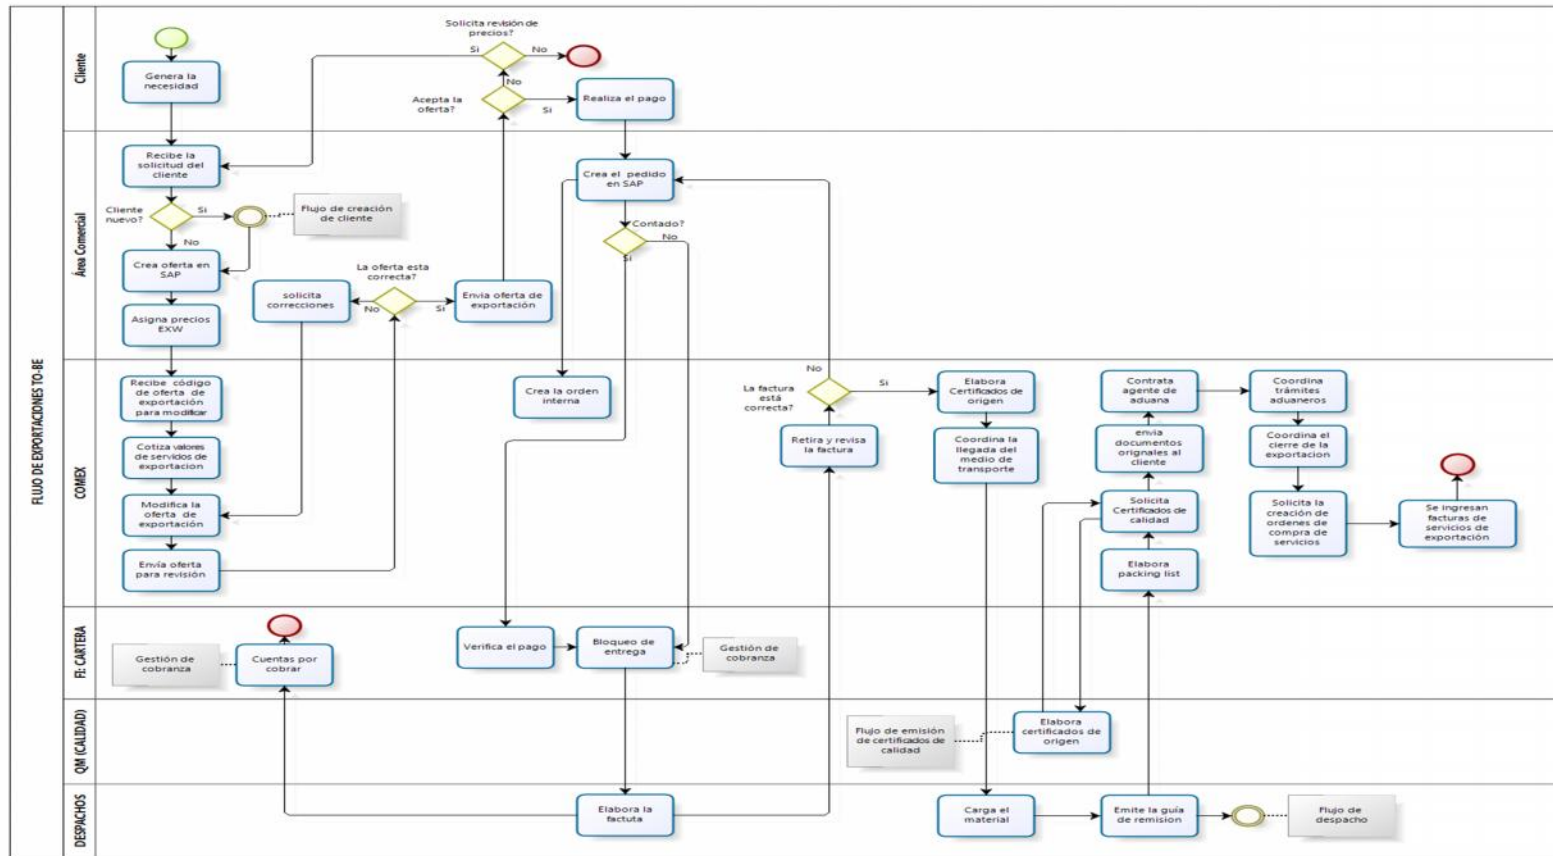 FLUJO DE EXPORTACIONES TO-BE
Cliente
Genera la
necesidad
Solicita revisión de
precios?
Si
No
No
Acepta la
oferta?
Si
Realiza el pago
Área Comercial
Recibe la
solicitud del
cliente
Cliente
nuevo?
Si
No
Flujo de creación
de cliente
Crea oferta en
SAP
Asigna precios
EXW
solicita
correcciones
La oferta esta
correcta?
No
Si
Envia oferta de
exportación
Crea el pedido
en SAP
Contado?
No
Si
COMEX
Recibe código
de oferta de
exportación
para modificar
Cotiza valores
de servidos de
exportacion
Modifica la
oferta de
exportación
Envía oferta
para revisión
Crea la orden
interna
No
La factura
está
correcta?
Si
Retira y revisa
la factura
Elabora
Certificados de
origen
Coordina la
llegada del
medio de
transporte
Contrata
agente de
aduana
envia
documentos
orignales al
cliente
Solicita
Certificados de
calidad
Elabora
packing list
Coordina
trámites
aduaneros
Coordina el
cierre de la
exportacion
Solicita la
creación de
ordenes de
compra de
servicios
Se ingresan
facturas de
servicios de
exportación
FI: CARTERA
Gestión de
cobranza
Cuentas por
cobrar
Verifica el pago
Bloqueo de
entrega
Gestión de
cobranza
QM (CALIDAD)
Flujo de emisión
de certificados de
calidad
Elabora
certificados de
origen
DESPACHOS
Elabora la
factuta
Carga el
material
Emite la guía
de remision
Flujo de
despacho